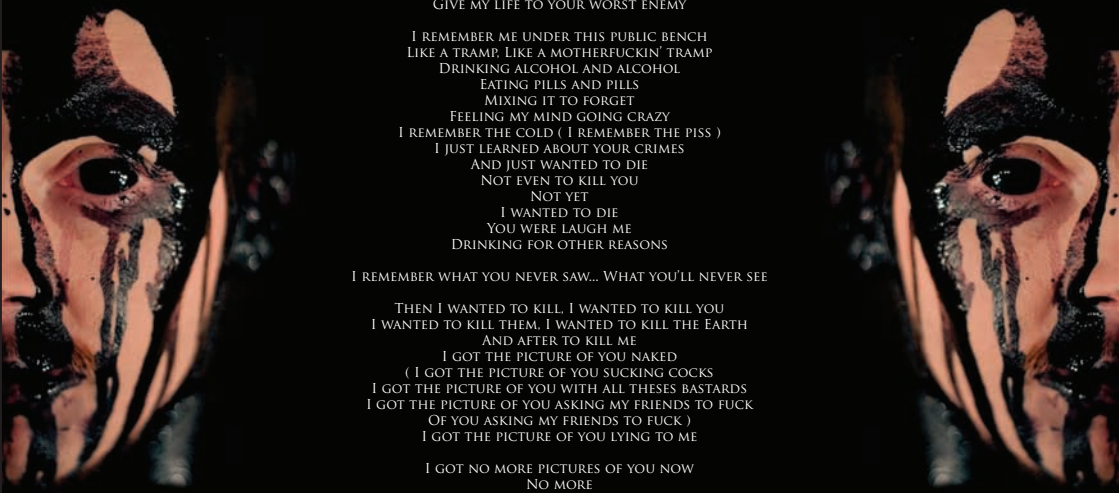 Give my life to your worst enemy
I remember me under this public bench
Like a tramp, Like a motherfuckin' tramp
Drinking alcohol and alcohol
Eating pills and pills
Mixing it to forget
Feeling my mind going crazy
I remember the cold ( I remember the piss )
I just learned about your crimes
And just wanted to die
Not even to kill you
Not yet
I wanted to die
You were laugh me
Drinking for other reasons
I remember what you never saw... What you'll never see
Then I wanted to kill, I wanted to kill you
I wanted to kill them, I wanted to kill the Earth
And after to kill me
I got the picture of you naked
( I got the picture of you sucking cocks
I got the picture of you with all theses bastards
I got the picture of you asking my friends to fuck
Of you asking my friends to fuck )
I got the picture of you lying to me
I got no more pictures of you now
No more